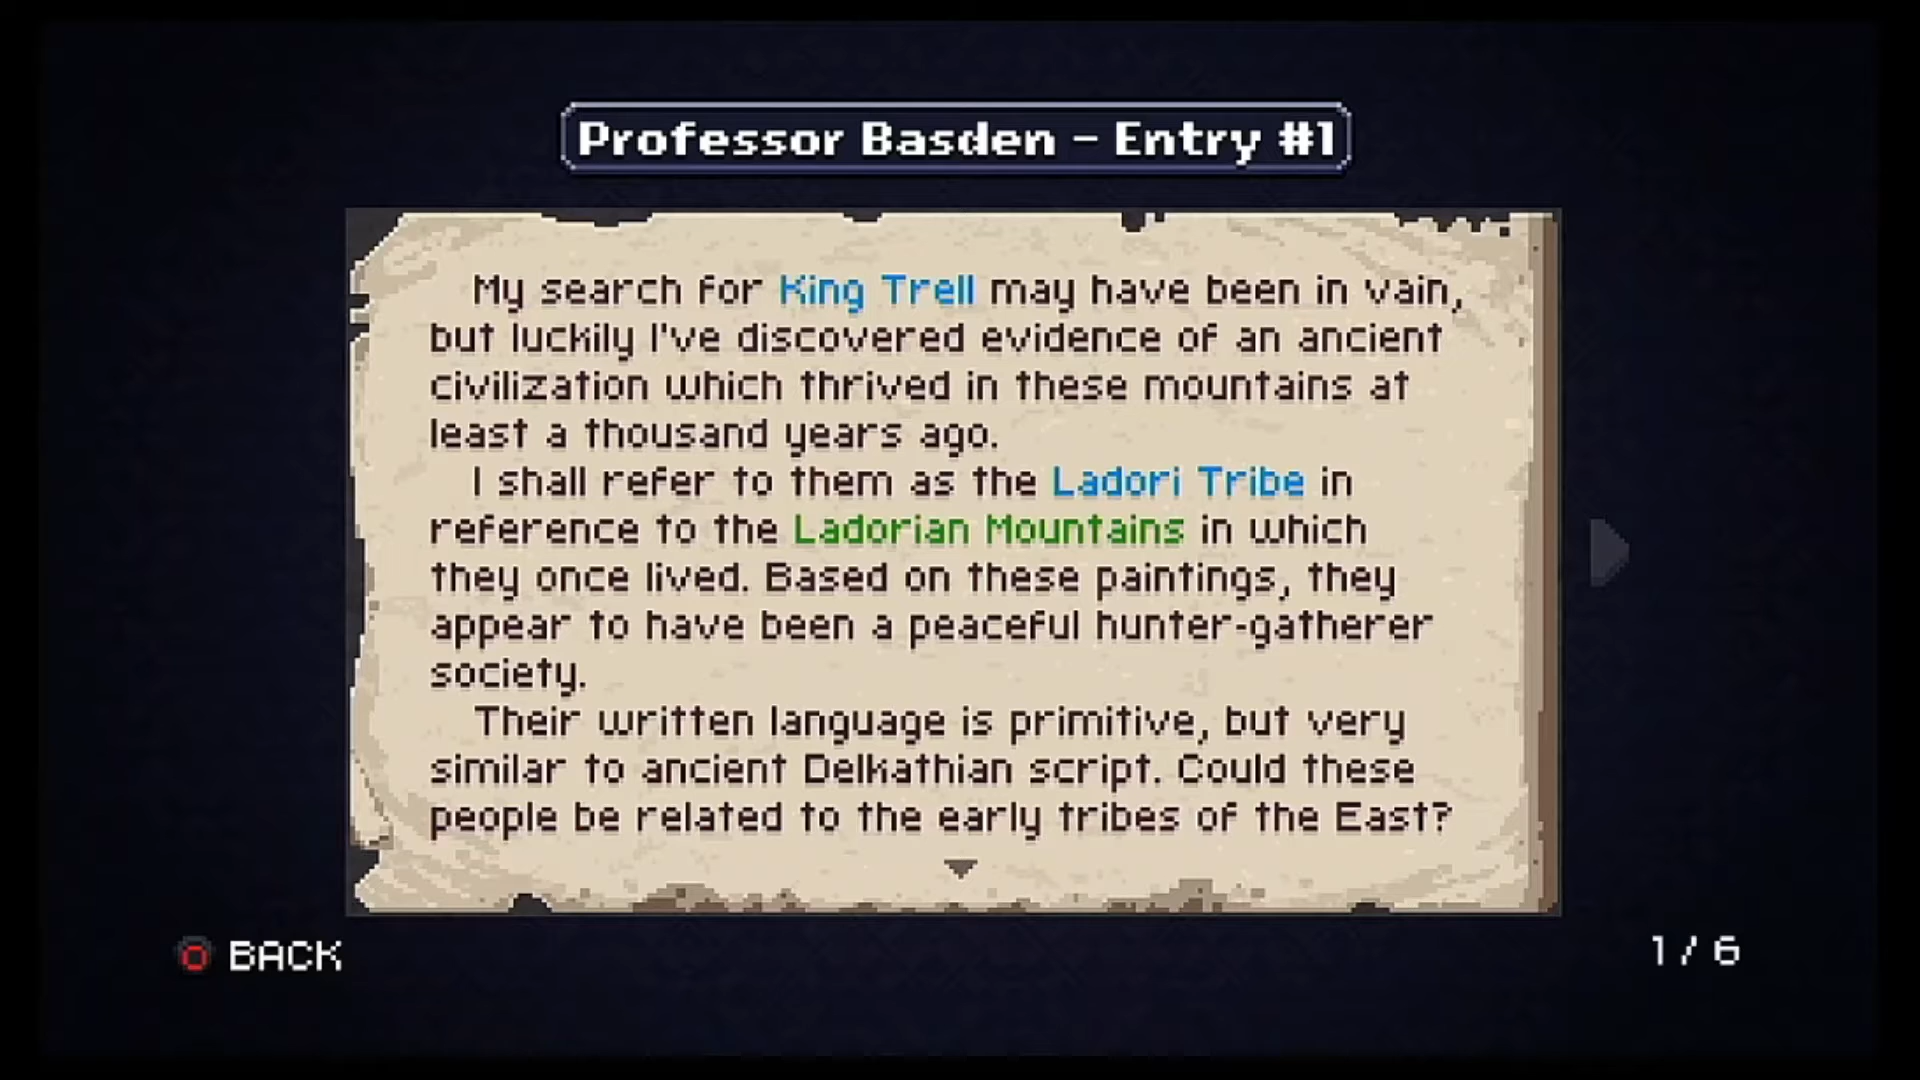 Professor Basden - Entry #1
My search for King Trell may have been in vain,
but luckily I've discovered evidence of an ancient
civilization which thrived in these mountains at
least a thousand years ago.
I shall refer to them as the Ladori Tribe in
reference to the Ladorian Mountains in which
they once lived. Based on these paintings, they
appear to have been a peaceful hunter-gatherer
society.
Their written language is primitive, but very
similar to ancient Delkathian script. Could these
people be related to the early tribes of the East?
BACK
1 / 6